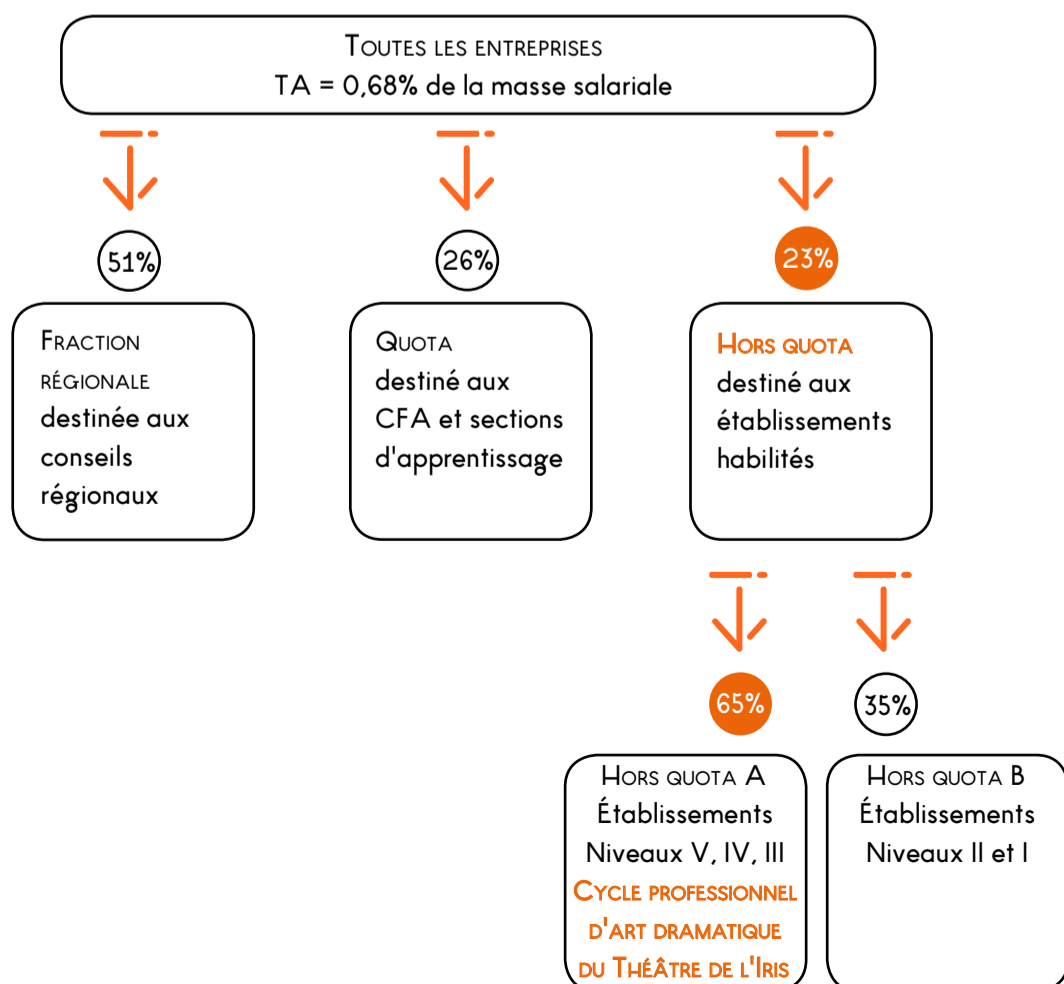 Toutes les entreprises
TA = 0,68% de la masse salariale
51%
26%
23%
Fraction
régionale
destinée aux
conseils
régionaux
Quota
destiné aux
CFA et sections
d'apprentissage
Hors quota
destiné aux
établissements
habilités
65%
35%
Hors quota A
Établissements
Niveaux V, IV, III
Cycle professionnel
d'art dramatique
du Théâtre de l'Iris
Hors quota B
Établissements
Niveaux II et I